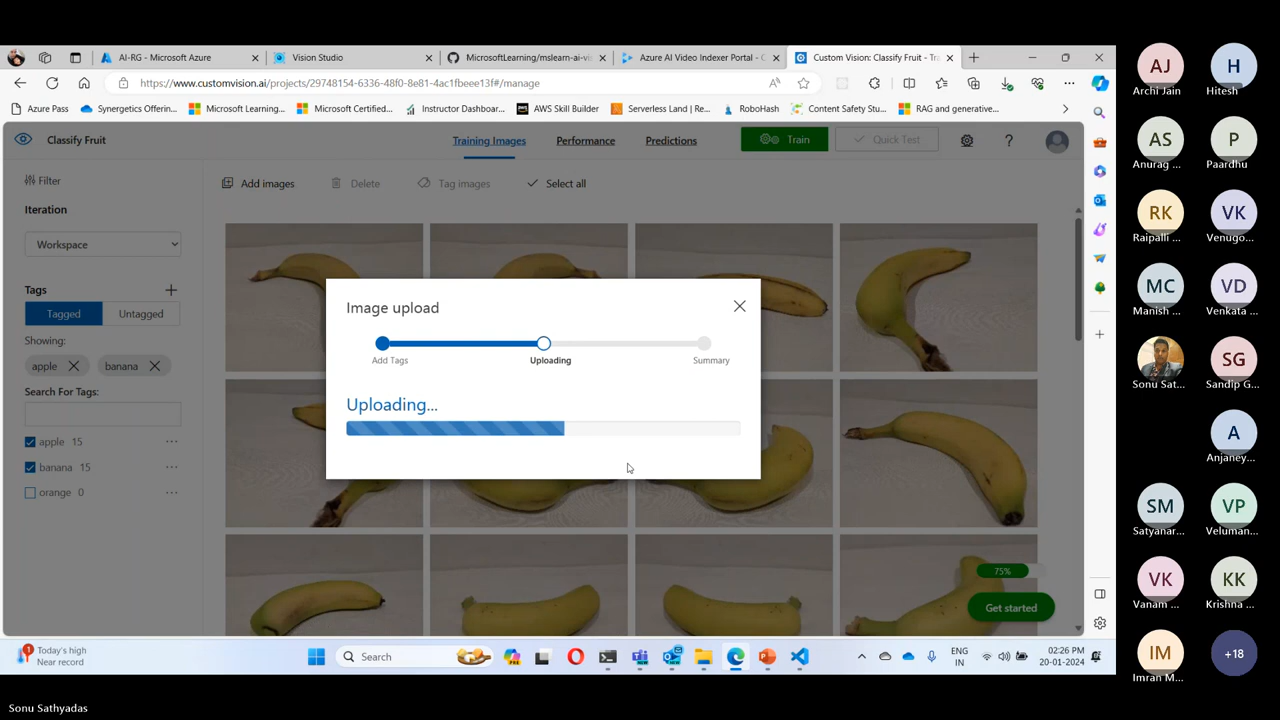 AI-RG - Microsoft Azure
Vision Studio
MicrosoftLearning/mslearn-ai-vi
Azure AI Video Indexer Portal - C
Custom Vision: Classify Fruit - Tra
https://www.customvision.ai/projects/29748154-6336-48f0-8e81-4ac1fbeee13f#/manage
Azure Pass
Synergetics Offerin...
Microsoft Learning...
Microsoft Certified...
Instructor Dashboar...
AWS Skill Builder
Serverless Land | Re...
RoboHash
Content Safety Stu...
RAG and generative...
Classify Fruit
Training Images
Performance
Predictions
Train
Quick Test
?
Filter
Add images
Delete
Tag images
Select all
Iteration
Workspace
Tags
Tagged
Untagged
Showing:
apple
banana
Search For Tags:
apple 15
banana 15
orange 0
Image upload
Add Tags
Uploading
Summary
Uploading...
75%
Get started
1
Today's high
Near record
Search
ENG
IN
02:26 PM
20-01-2024
AJ
Archi Jain
H
Hitesh
AS
Anurag ...
P
Paardhu
RK
Raipalli ...
VK
Venugo...
MC
Manish ...
VD
Venkata ...
Sonu Sat...
SG
Sandip G...
A
Anjaney...
SM
Satyanar...
VP
Veluman...
VK
Vanam ...
KK
Krishna ...
IM
Imran M...
+18
Sonu Sathyadas